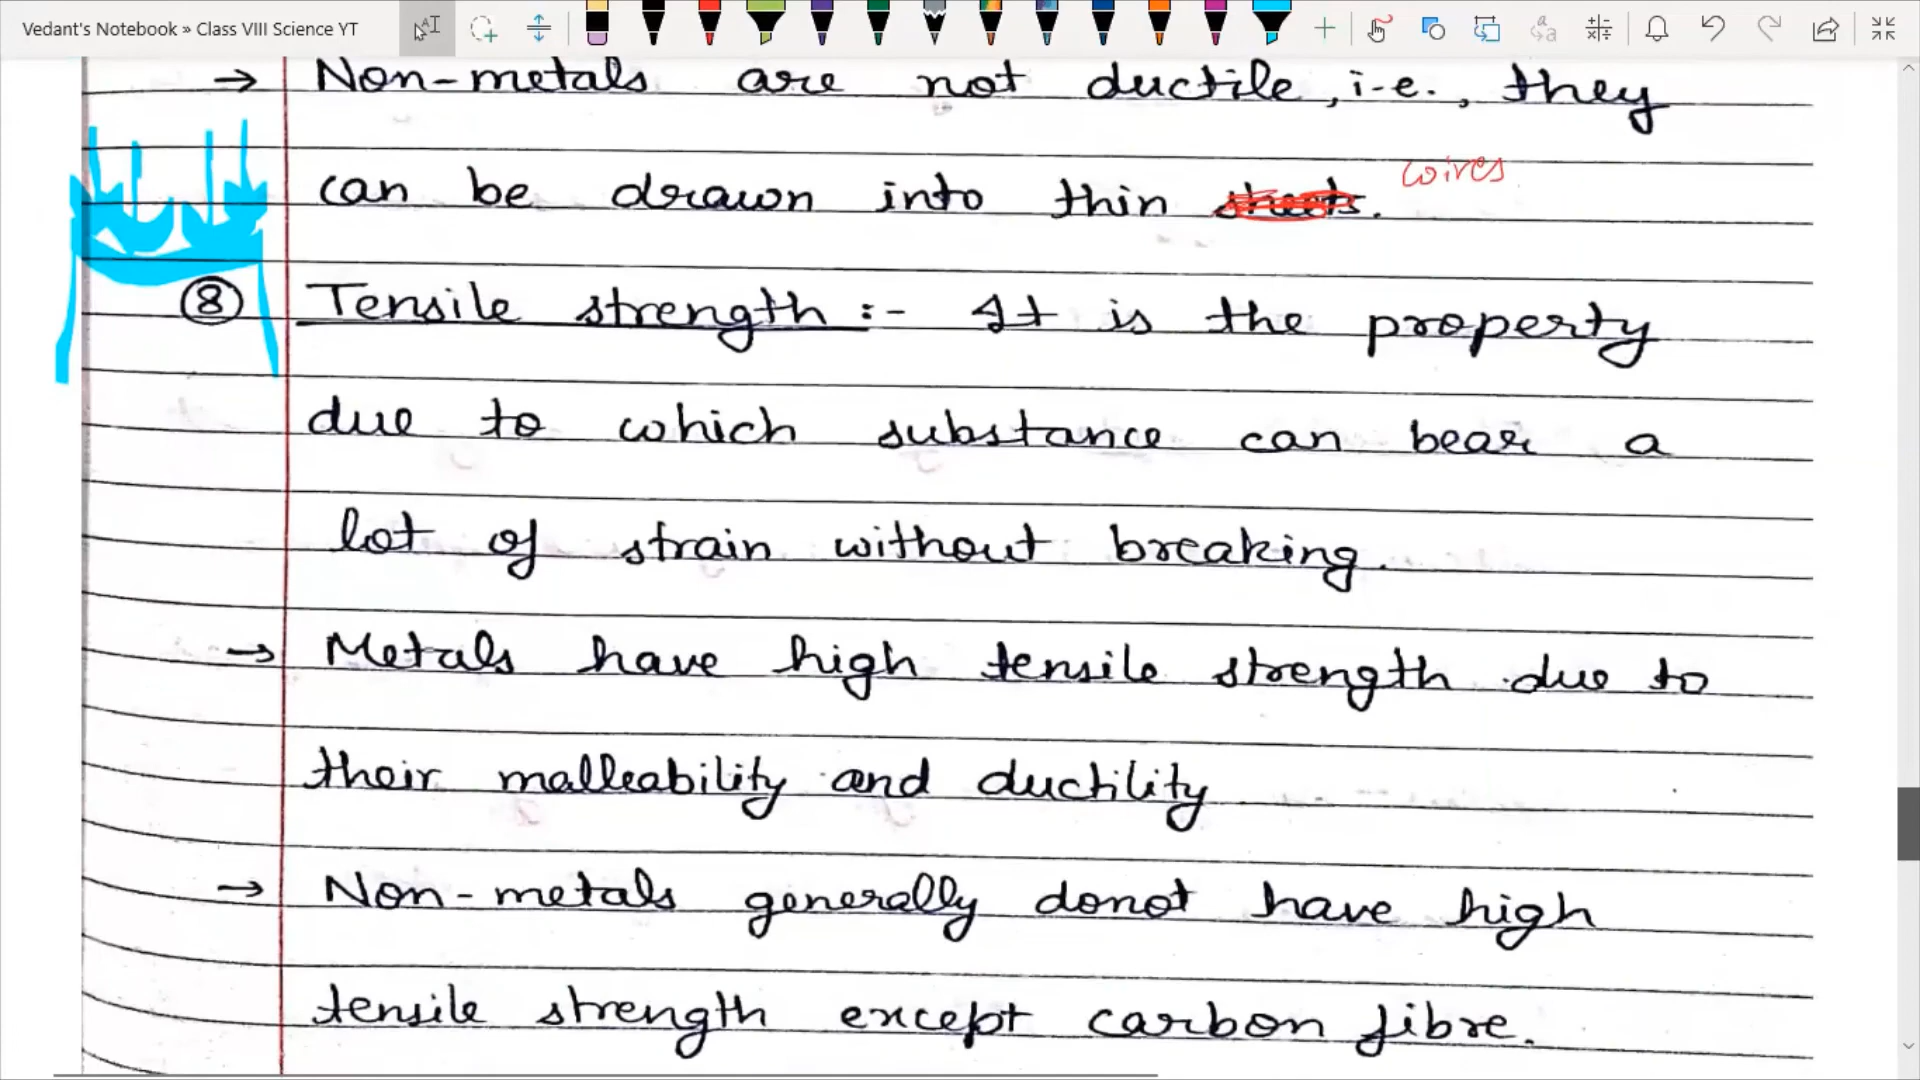 Vedant's Notebook » Class VIII Science YT
→ Non-metals are not ductile, i.e., they
wires
can be drawn into thin sheets.
⑧ Tensile strength :- It is the property
due to which substance can bear a
lot of strain without breaking.
→ Metals have high tensile strength due to
their malleability and ductility
→ Non-metals generally donot have high
tensile strength except carbon fibre.